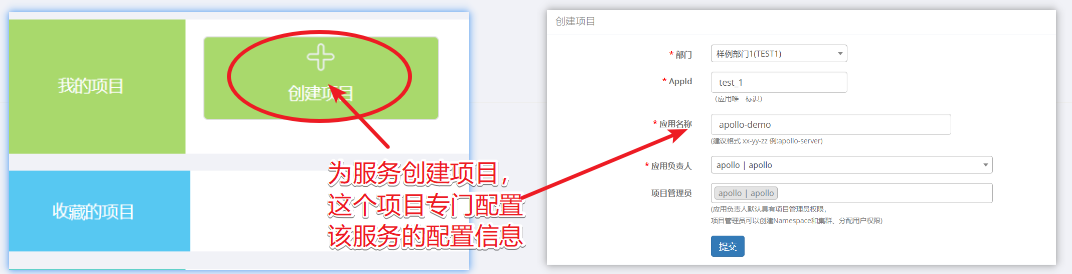 我的项目
创建项目
收藏的项目
为服务创建项目，
这个项目专门配置
该服务的配置信息
创建项目
* 部门
样例部门1(TEST1)
* AppId
test_1
(应用唯一标识)
* 应用名称
apollo-demo
(建议格式 xx-yy-zz 例:apollo-server)
* 应用负责人
apollo | apollo
项目管理员
apollo | apollo
(应用负责人默认具有项目管理员权限，
项目管理员可以创建Namespace和集群、分配用户权限)
提交